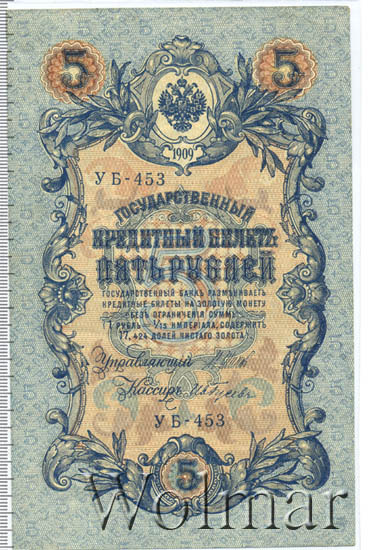 5 5
1909
УБ-453
ГОСУДАРСТВЕННЫЙ
КРЕДИТНЫЙ БИЛЕТЪ
ПЯТЬ РУБЛЕЙ
ГОСУДАРСТВЕННЫЙ БАНКЪ РАЗМѢНИВАЕТЪ
КРЕДИТНЫЕ БИЛЕТЫ НА ЗОЛОТУЮ МОНЕТУ
БЕЗЪ ОГРАНИЧЕНІЯ СУММЫ
(1 РУБЛЬ = 1/15 ИМПЕРІАЛА, СОДЕРЖИТЪ
17,424 ДОЛЕЙ ЧИСТАГО ЗОЛОТА).
Управляющій
Кассиръ
УБ-453
5
Wolmar